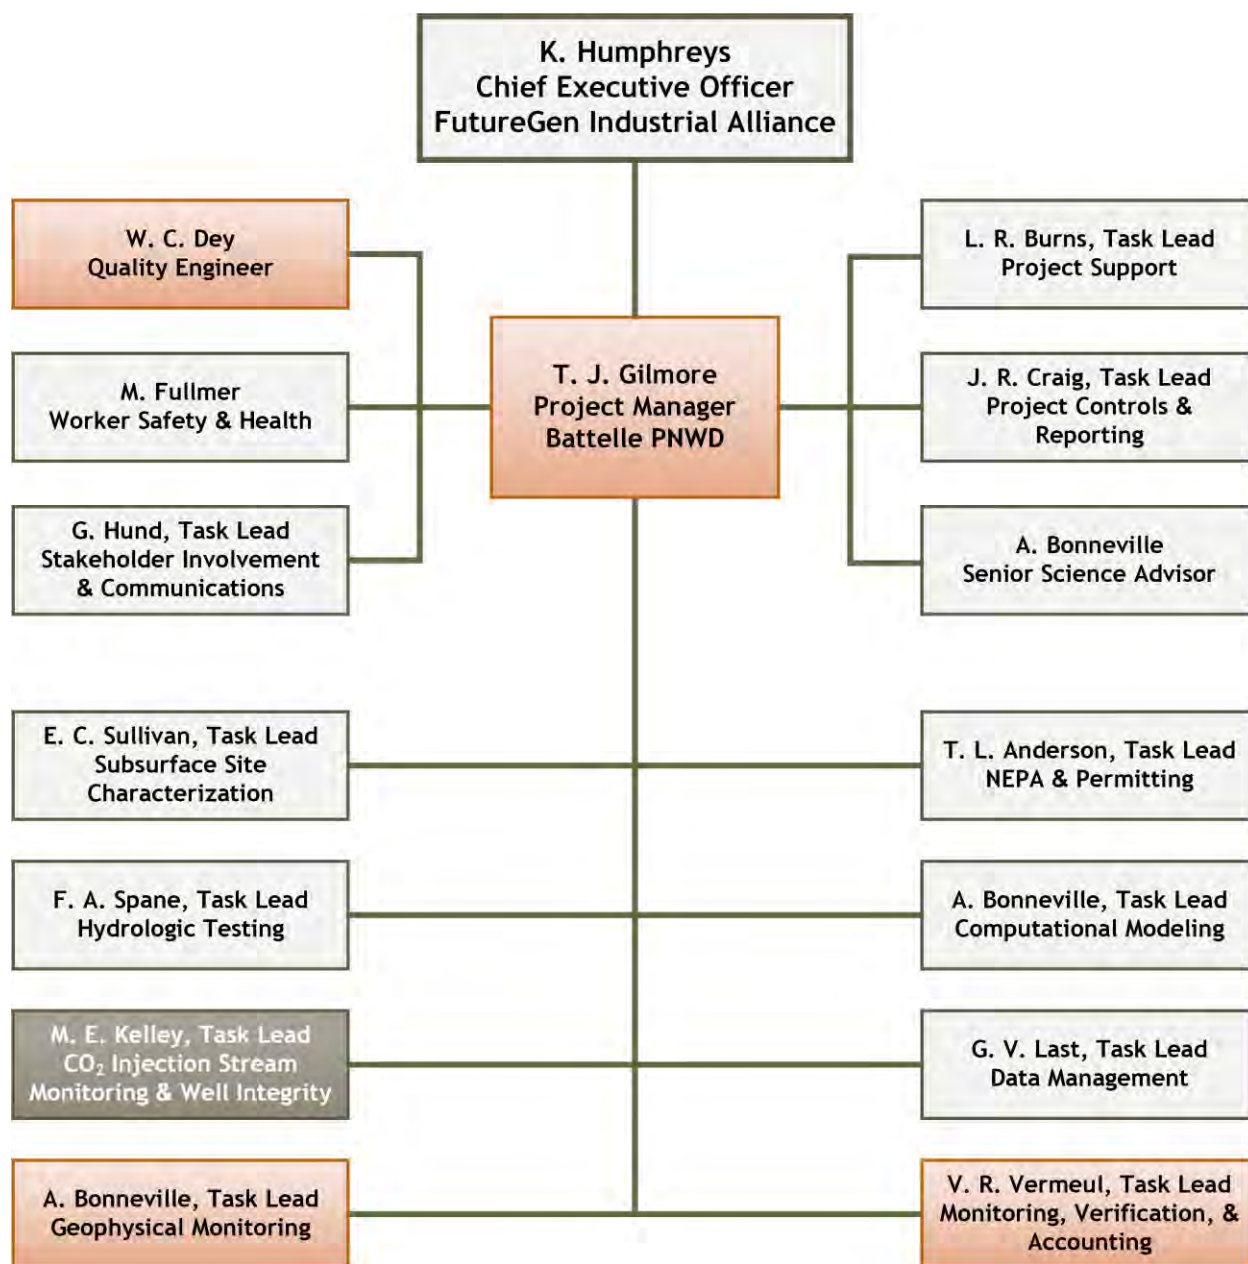 K. Humphreys
Chief Executive Officer
FutureGen Industrial Alliance
W. C. Dey
Quality Engineer
L. R. Burns, Task Lead
Project Support
T. J. Gilmore
Project Manager
Battelle PNWD
M. Fullmer
Worker Safety & Health
J. R. Craig, Task Lead
Project Controls &
Reporting
G. Hund, Task Lead
Stakeholder Involvement
& Communications
A. Bonneville
Senior Science Advisor
E. C. Sullivan, Task Lead
Subsurface Site
Characterization
T. L. Anderson, Task Lead
NEPA & Permitting
F. A. Spane, Task Lead
Hydrologic Testing
A. Bonneville, Task Lead
Computational Modeling
M. E. Kelley, Task Lead
CO₂ Injection Stream
Monitoring & Well Integrity
G. V. Last, Task Lead
Data Management
A. Bonneville, Task Lead
Geophysical Monitoring
V. R. Vermeul, Task Lead
Monitoring, Verification, &
Accounting